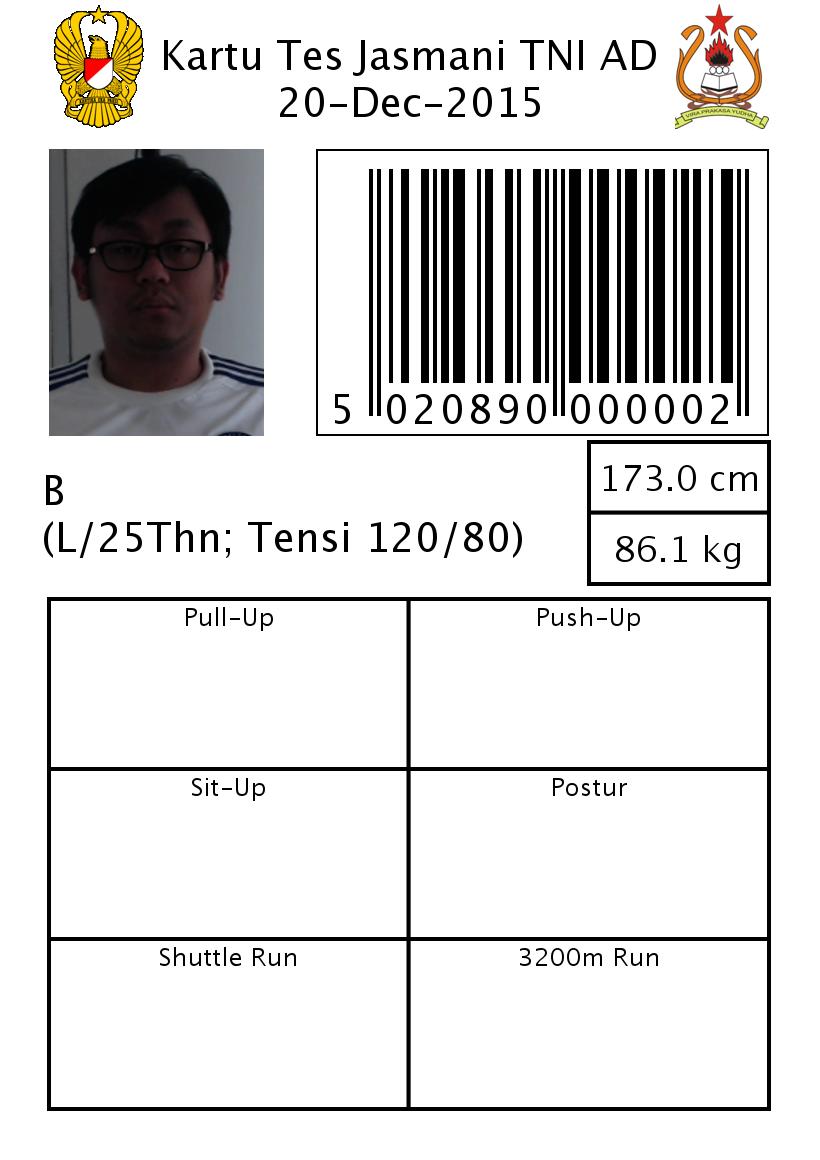 Kartu Tes Jasmani TNI AD
20-Dec-2015
VIRA PRAKASA YUDHA
5 020890 000002
173.0 cm
86.1 kg
B
(L/25Thn; Tensi 120/80)
Pull-Up
Push-Up
Sit-Up
Postur
Shuttle Run
3200m Run